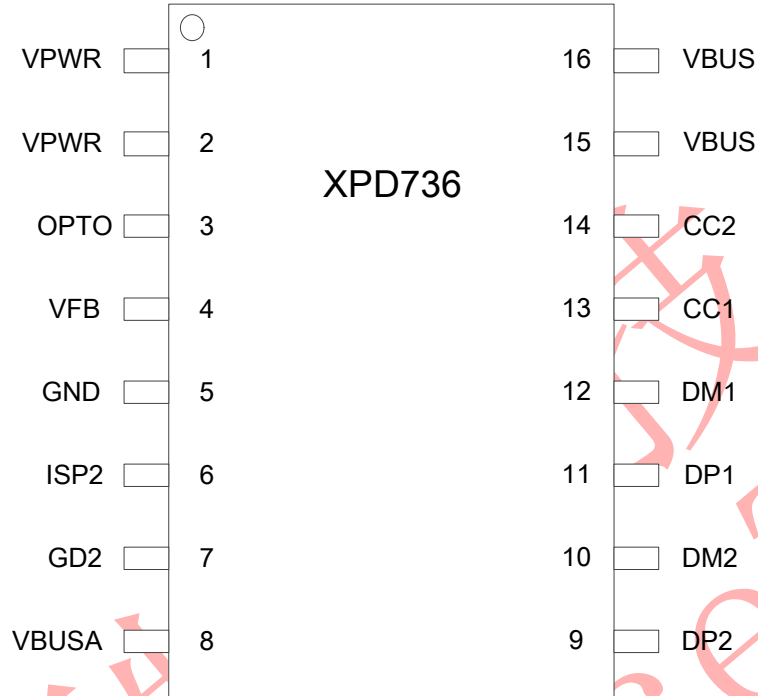 VPWR 1 16 VBUS
VPWR 2 15 VBUS
XPD736
OPTO 3 14 CC2
VFB 4 13 CC1
GND 5 12 DM1
ISP2 6 11 DP1
GD2 7 10 DM2
VBUSA 8 9 DP2